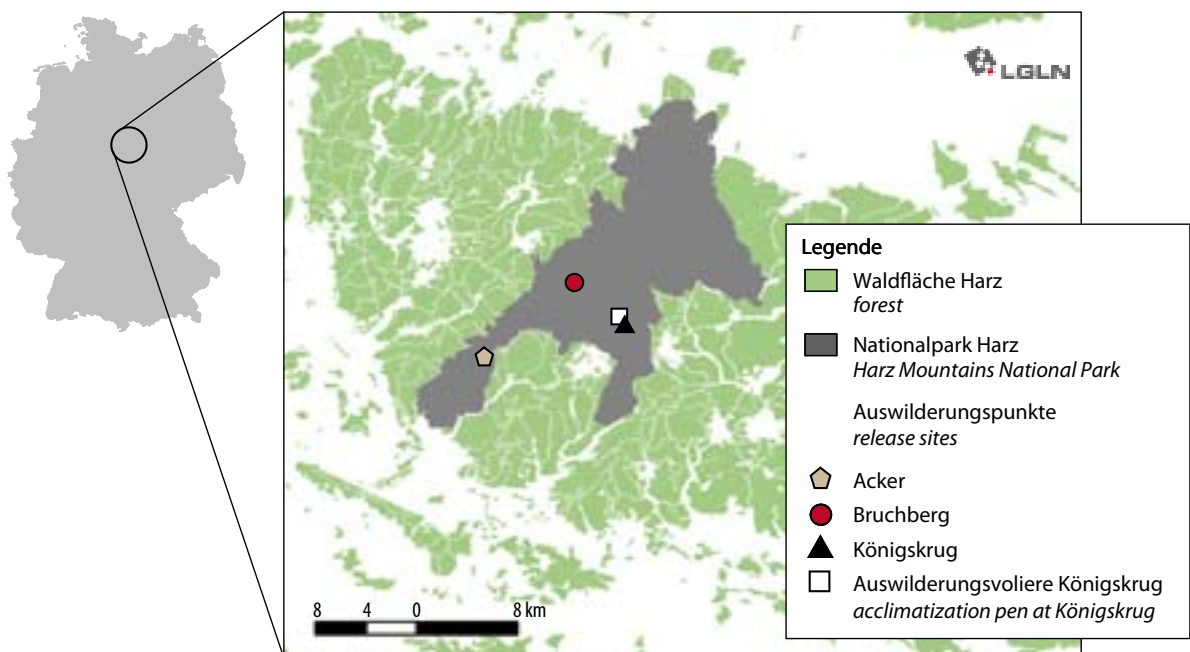 LGLN
Legende
Waldfläche Harz
forest
Nationalpark Harz
Harz Mountains National Park
Auswilderungspunkte
release sites
Acker
Bruchberg
Königskrug
Auswilderungsvoliere Königskrug
acclimatization pen at Königskrug
8 4 0 8 km